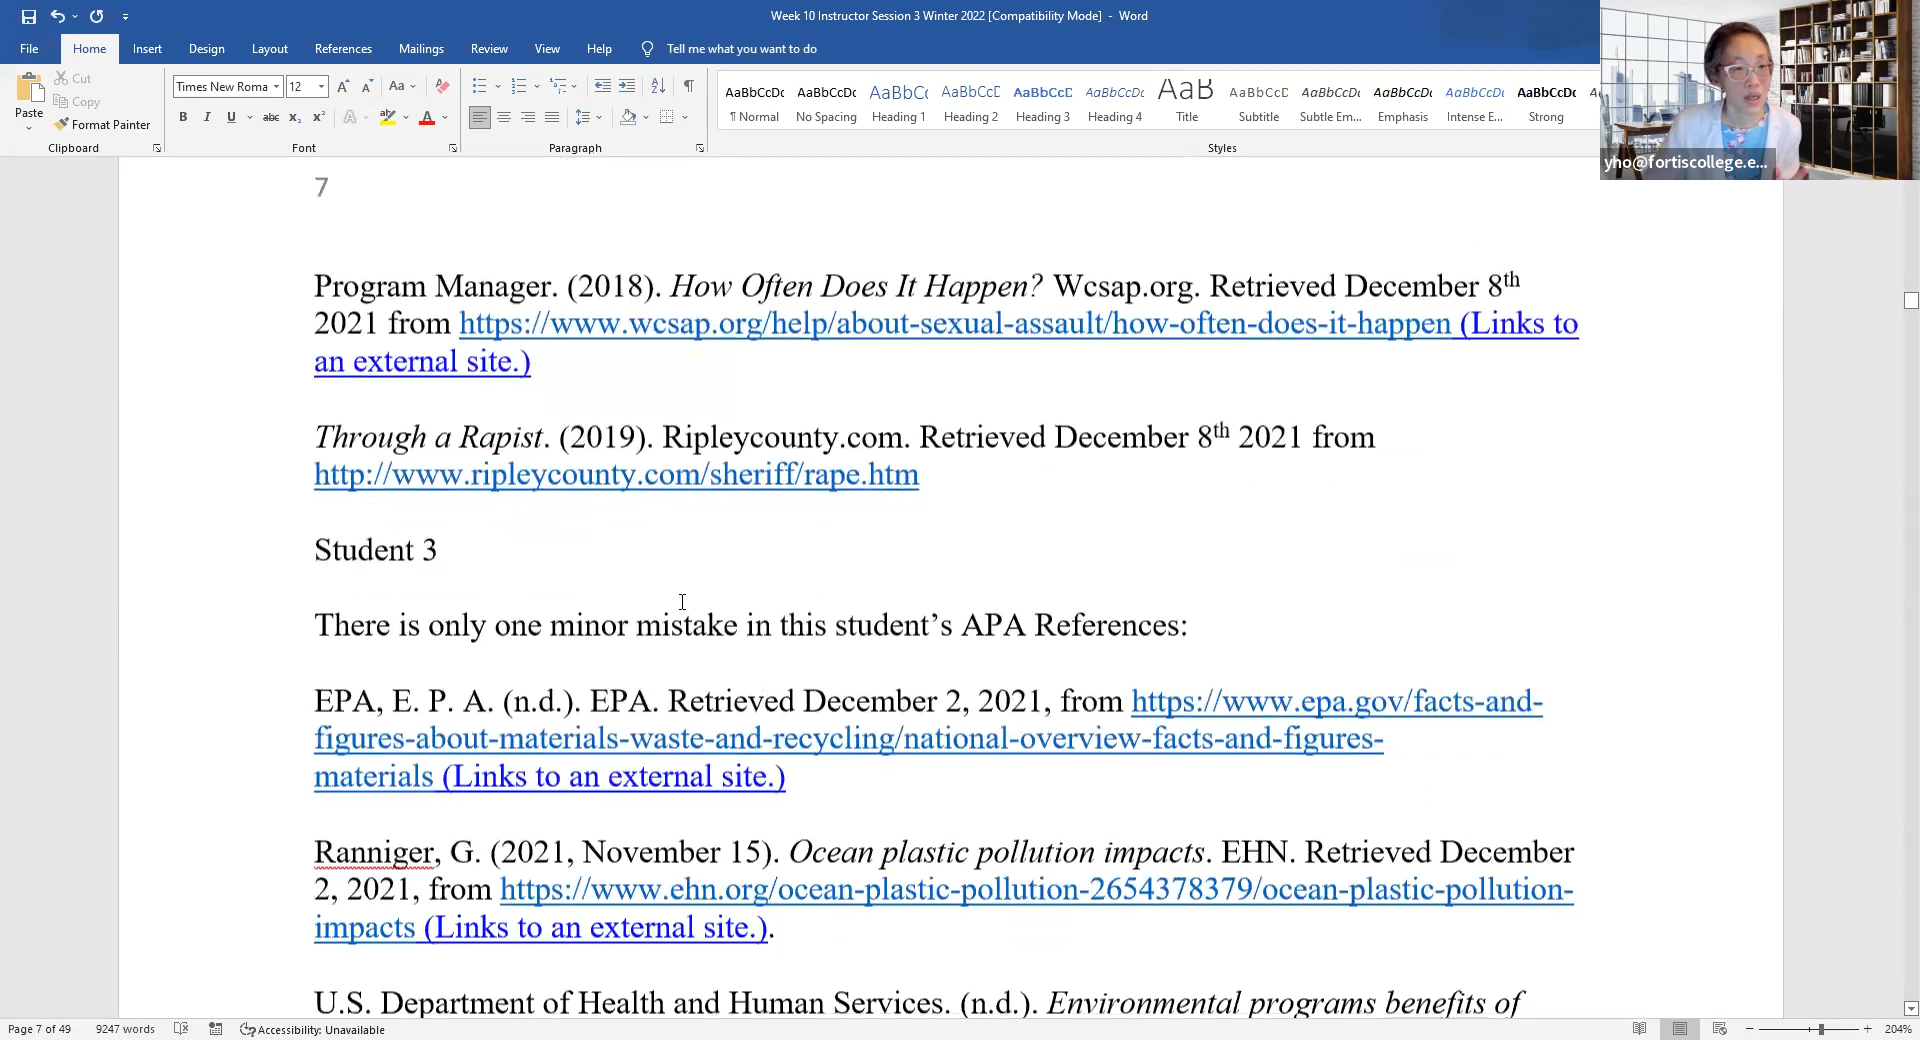 Week 10 Instructor Session 3 Winter 2022 [Compatibility Mode] - Word
File Home Insert Design Layout References Mailings Review View Help Tell me what you want to do
Paste
Cut
Copy
Format Painter
Clipboard
Times New Roma 12
Font
Paragraph
AaBbCcDc AaBbCcDc AaBbC( AaBbCcD AaBbCcD AaBbCcDc AaB AaBbCcD AaBbCcDc AaBbCcDc AaBbCcDc AaBbCcDc
¶ Normal No Spacing Heading 1 Heading 2 Heading 3 Heading 4 Title Subtitle Subtle Em... Emphasis Intense E... Strong
Styles
yho@fortiscollege.e...
7
Program Manager. (2018). How Often Does It Happen? Wcsap.org. Retrieved December 8th
2021 from https://www.wcsap.org/help/about-sexual-assault/how-often-does-it-happen (Links to
an external site.)
Through a Rapist. (2019). Ripleycounty.com. Retrieved December 8th 2021 from
http://www.ripleycounty.com/sheriff/rape.htm
Student 3
There is only one minor mistake in this student’s APA References:
EPA, E. P. A. (n.d.). EPA. Retrieved December 2, 2021, from https://www.epa.gov/facts-and-
figures-about-materials-waste-and-recycling/national-overview-facts-and-figures-
materials (Links to an external site.)
Ranniger, G. (2021, November 15). Ocean plastic pollution impacts. EHN. Retrieved December
2, 2021, from https://www.ehn.org/ocean-plastic-pollution-2654378379/ocean-plastic-pollution-
impacts (Links to an external site.).
U.S. Department of Health and Human Services. (n.d.). Environmental programs benefits of
Page 7 of 49 9247 words Accessibility: Unavailable 204%